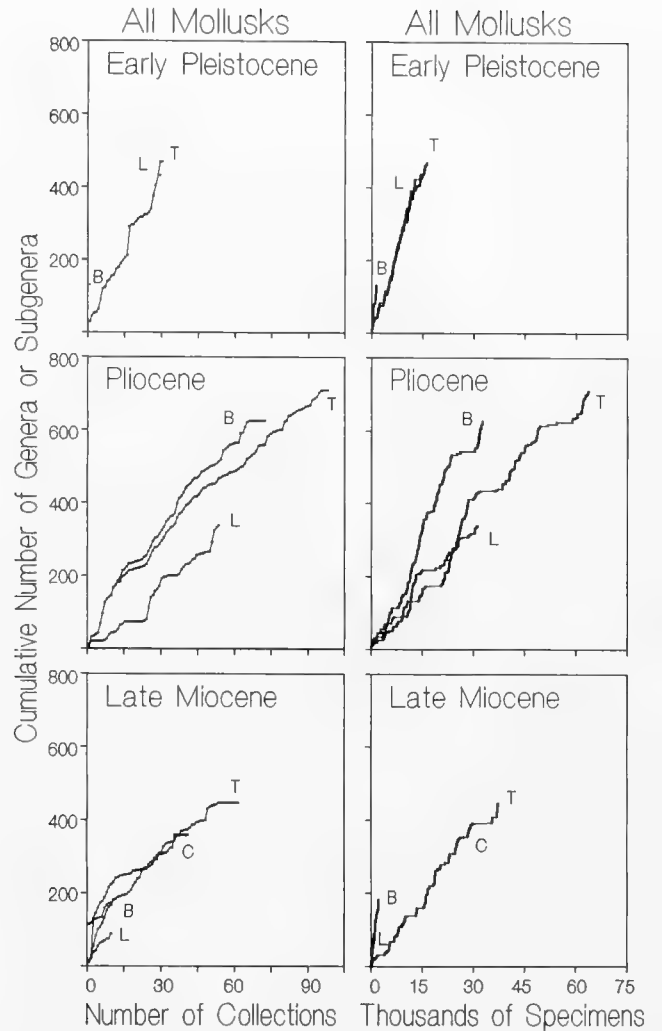 All Mollusks
All Mollusks
Cumulative Number of Genera or Subgenera
800
600
400
200
Early Pleistocene
L T
B
Early Pleistocene
T
L
B
800
600
400
200
0
Pliocene
B
T
L
Pliocene
B
T
L
800
600
400
200
Late Miocene
T
C
B
L
0 30 60 90
Number of Collections
Late Miocene
T
C
B
L
0 15 30 45 60 75
Thousands of Specimens